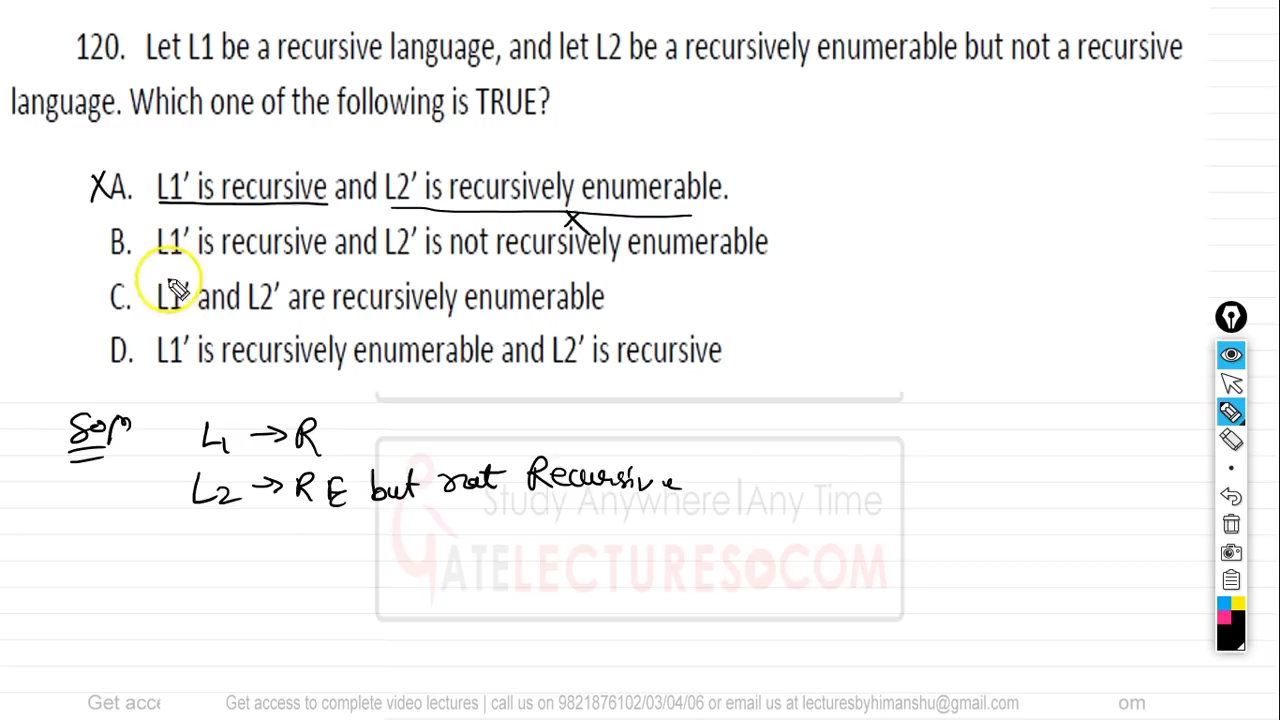 120. Let L1 be a recursive language, and let L2 be a recursively enumerable but not a recursive
language. Which one of the following is TRUE?
XA. L1′ is recursive and L2′ is recursively enumerable.
x
B. L1′ is recursive and L2′ is not recursively enumerable
C. L1′ and L2′ are recursively enumerable
D. L1′ is recursively enumerable and L2′ is recursive
Soln L1 → R
L2 → RE but not Recursive
Study Anywhere|Any Time
GATELECTURES.COM
Get acce Get access to complete video lectures | call us on 9821876102/03/04/06 or email us at lecturesbyhimanshu@gmail.com om